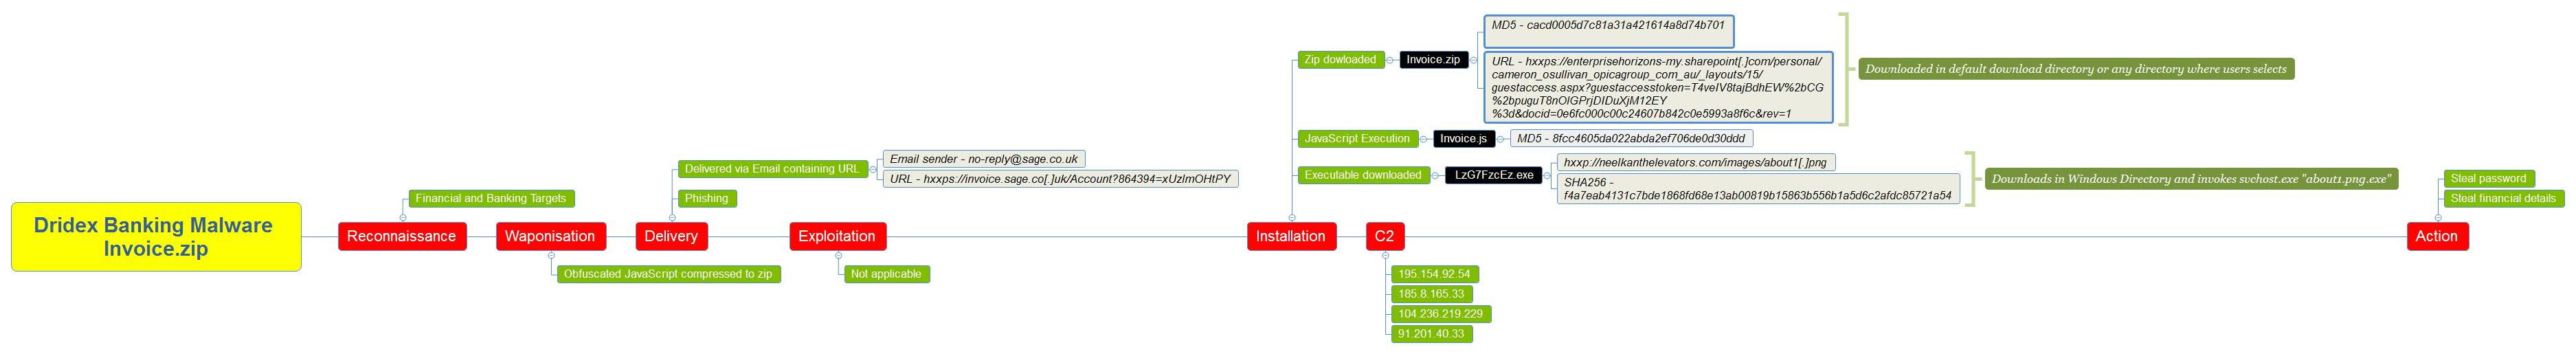 Dridex Banking Malware
Invoice.zip
Reconnaissance
Financial and Banking Targets
Waponisation
Obfuscated JavaScript compressed to zip
Delivery
Delivered via Email containing URL
Email sender - no-reply@sage.co.uk
URL - hxxps://invoice.sage.co[.]uk/Account?864394=xUzlmOHtPY
Phishing
Exploitation
Not applicable
Installation
Zip dowloaded
Invoice.zip
MD5 - cacd0005d7c81a31a421614a8d74b701
URL - hxxps://enterprisehorizons-my.sharepoint[.]com/personal/
cameron_osullivan_opicagroup_com_au/_layouts/15/
guestaccess.aspx?guestaccesstoken=T4veIV8tajBdhEW%2bCG
%2bpuguT8nOlGPrjDIDuXjM12EY
%3d&docid=0e6fc000c00c24607b842c0e5993a8f6c&rev=1
Downloaded in default download directory or any directory where users selects
JavaScript Execution
Invoice.js
MD5 - 8fcc4605da022abda2ef706de0d30ddd
Executable downloaded
LzG7FzcEz.exe
hxxp://neelkanthelevators.com/images/about1[.]png
SHA256 -
f4a7eab4131c7bde1868fd68e13ab00819b15863b556b1a5d6c2afdc85721a54
Downloads in Windows Directory and invokes svchost.exe "about1.png.exe"
C2
195.154.92.54
185.8.165.33
104.236.219.229
91.201.40.33
Action
Steal password
Steal financial details